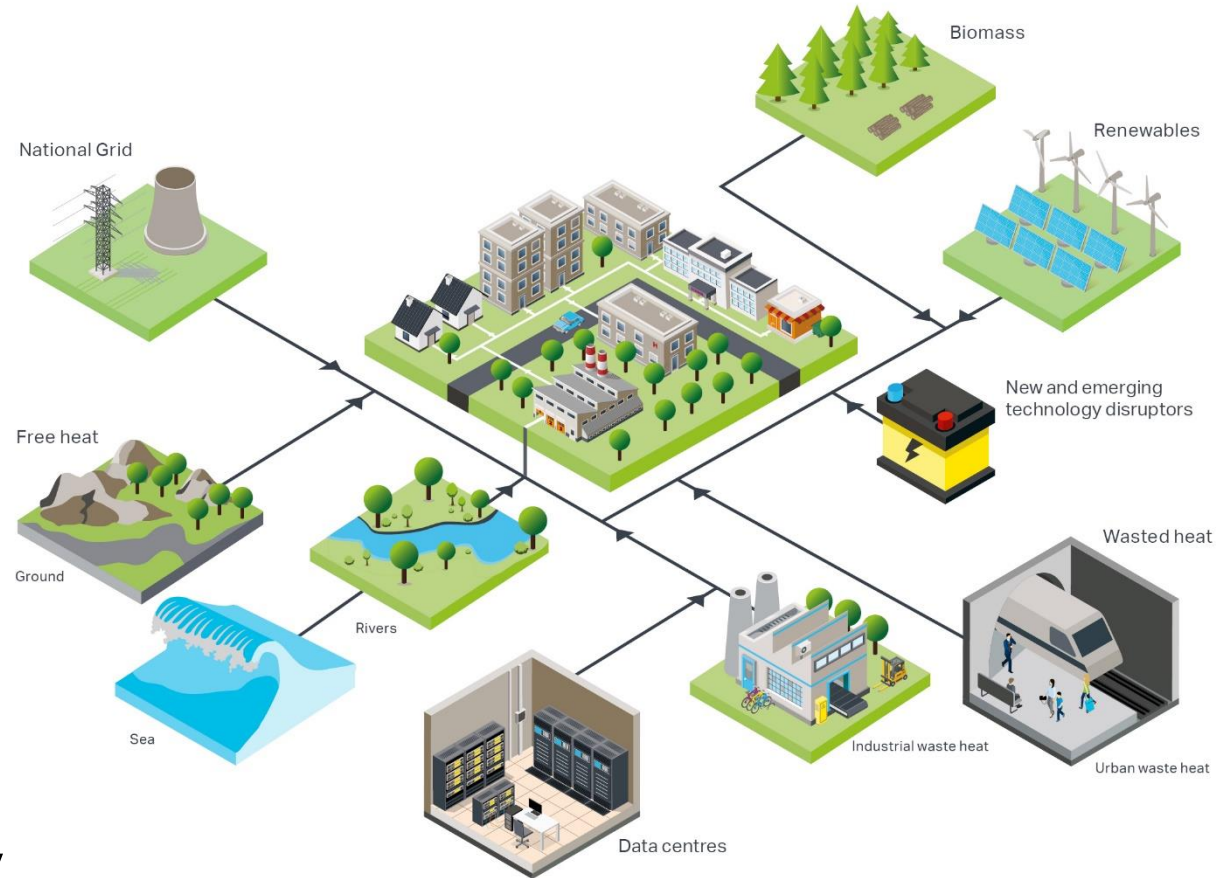 Biomass
Renewables
National Grid
New and emerging
technology disruptors
Free heat
Ground
Rivers
Sea
Wasted heat
Industrial waste heat
Urban waste heat
Data centres